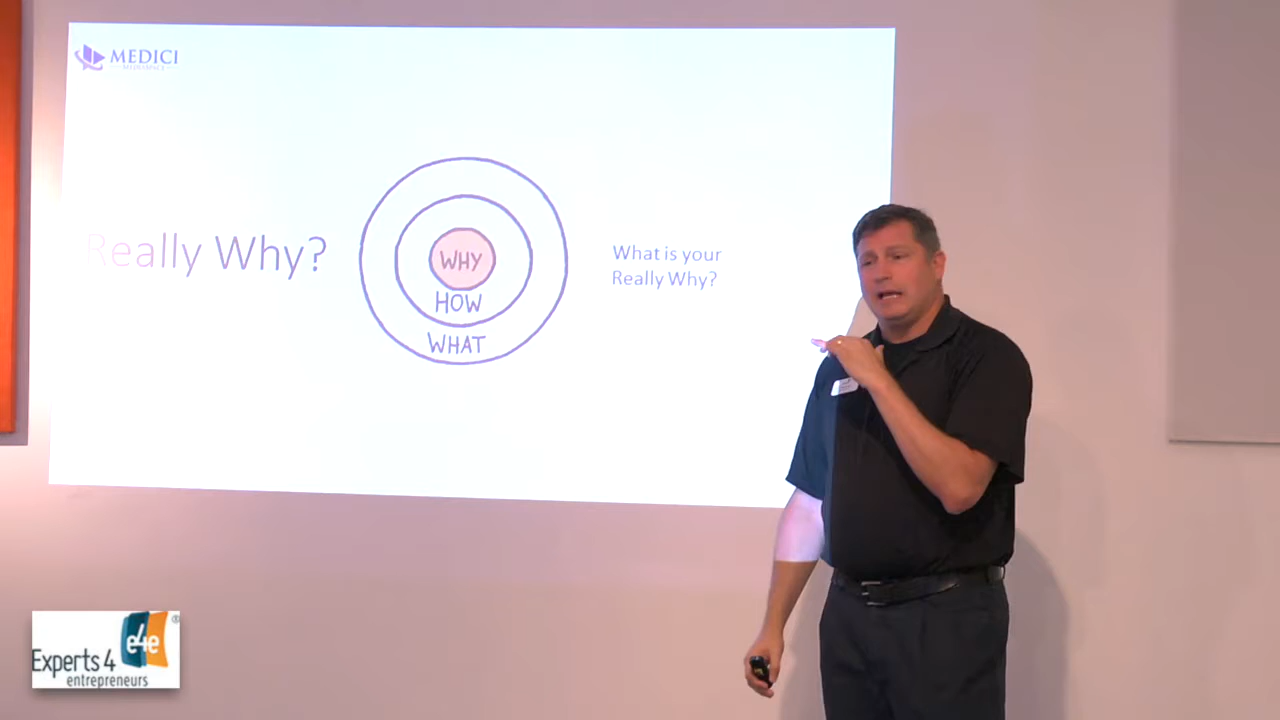 MEDICI
Really Why?
WHY
HOW
WHAT
What is your
Really Why?
Experts 4
e4e
®
entrepreneurs